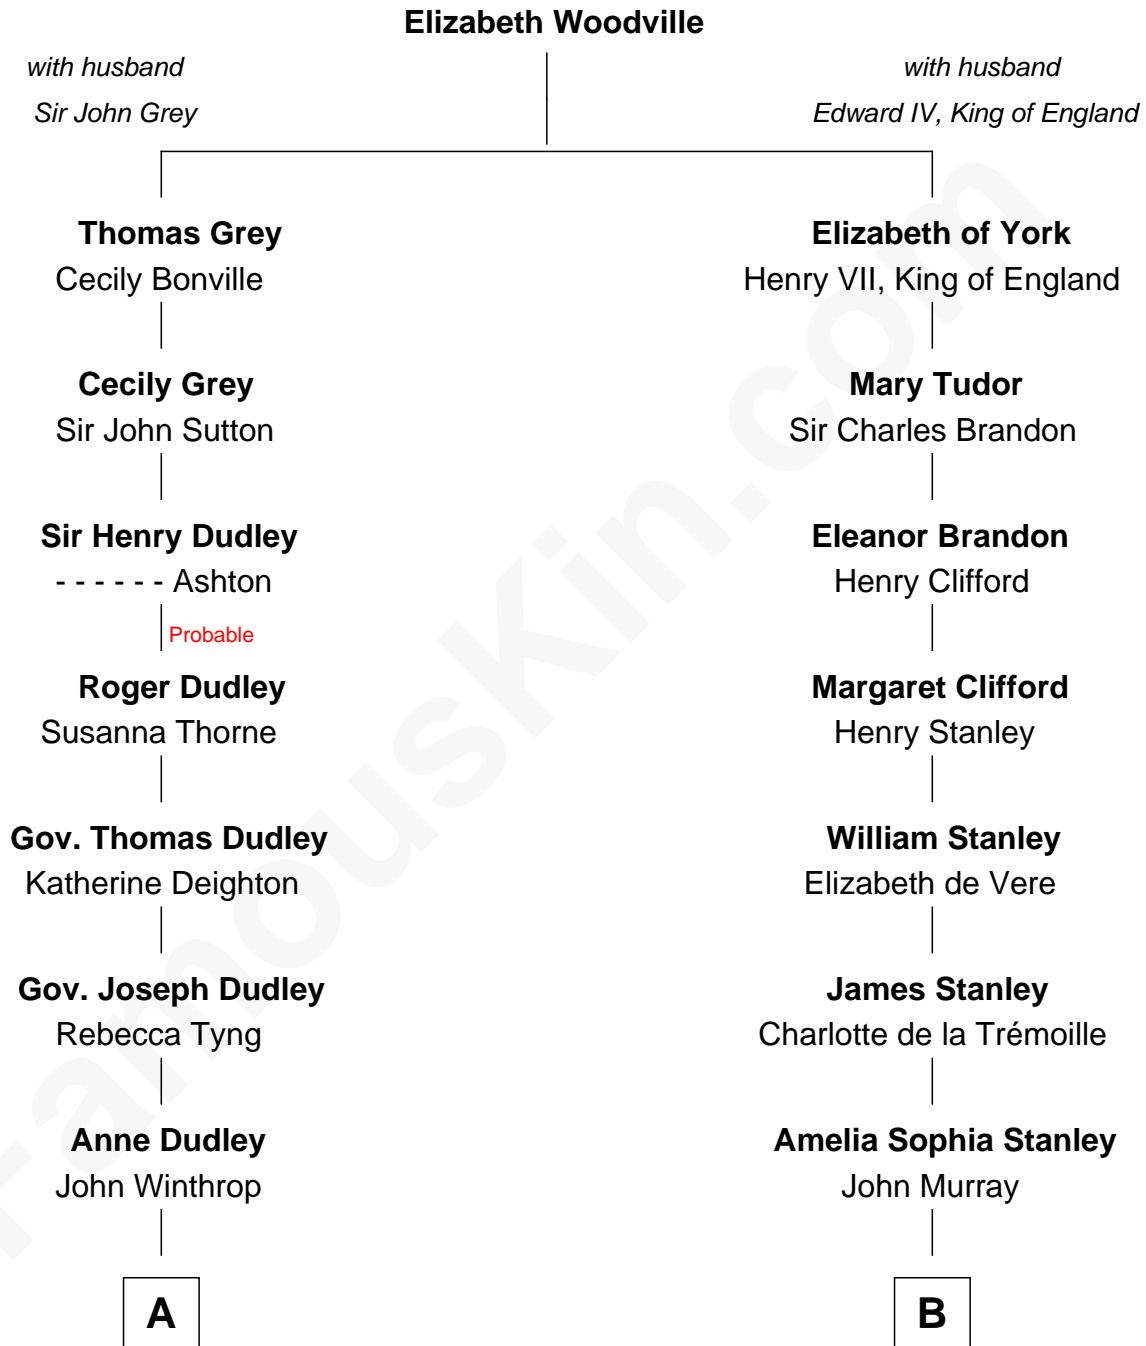 Elizabeth Woodville
with husband
Sir John Grey
with husband
Edward IV, King of England
Thomas Grey
Cecily Bonville
Elizabeth of York
Henry VII, King of England
Cecily Grey
Sir John Sutton
Mary Tudor
Sir Charles Brandon
Sir Henry Dudley
- - - - - - Ashton
Eleanor Brandon
Henry Clifford
Probable
Roger Dudley
Susanna Thorne
Margaret Clifford
Henry Stanley
Gov. Thomas Dudley
Katherine Deighton
William Stanley
Elizabeth de Vere
Gov. Joseph Dudley
Rebecca Tyng
James Stanley
Charlotte de la Trémoille
Anne Dudley
John Winthrop
Amelia Sophia Stanley
John Murray
A
B
FamousKin.com